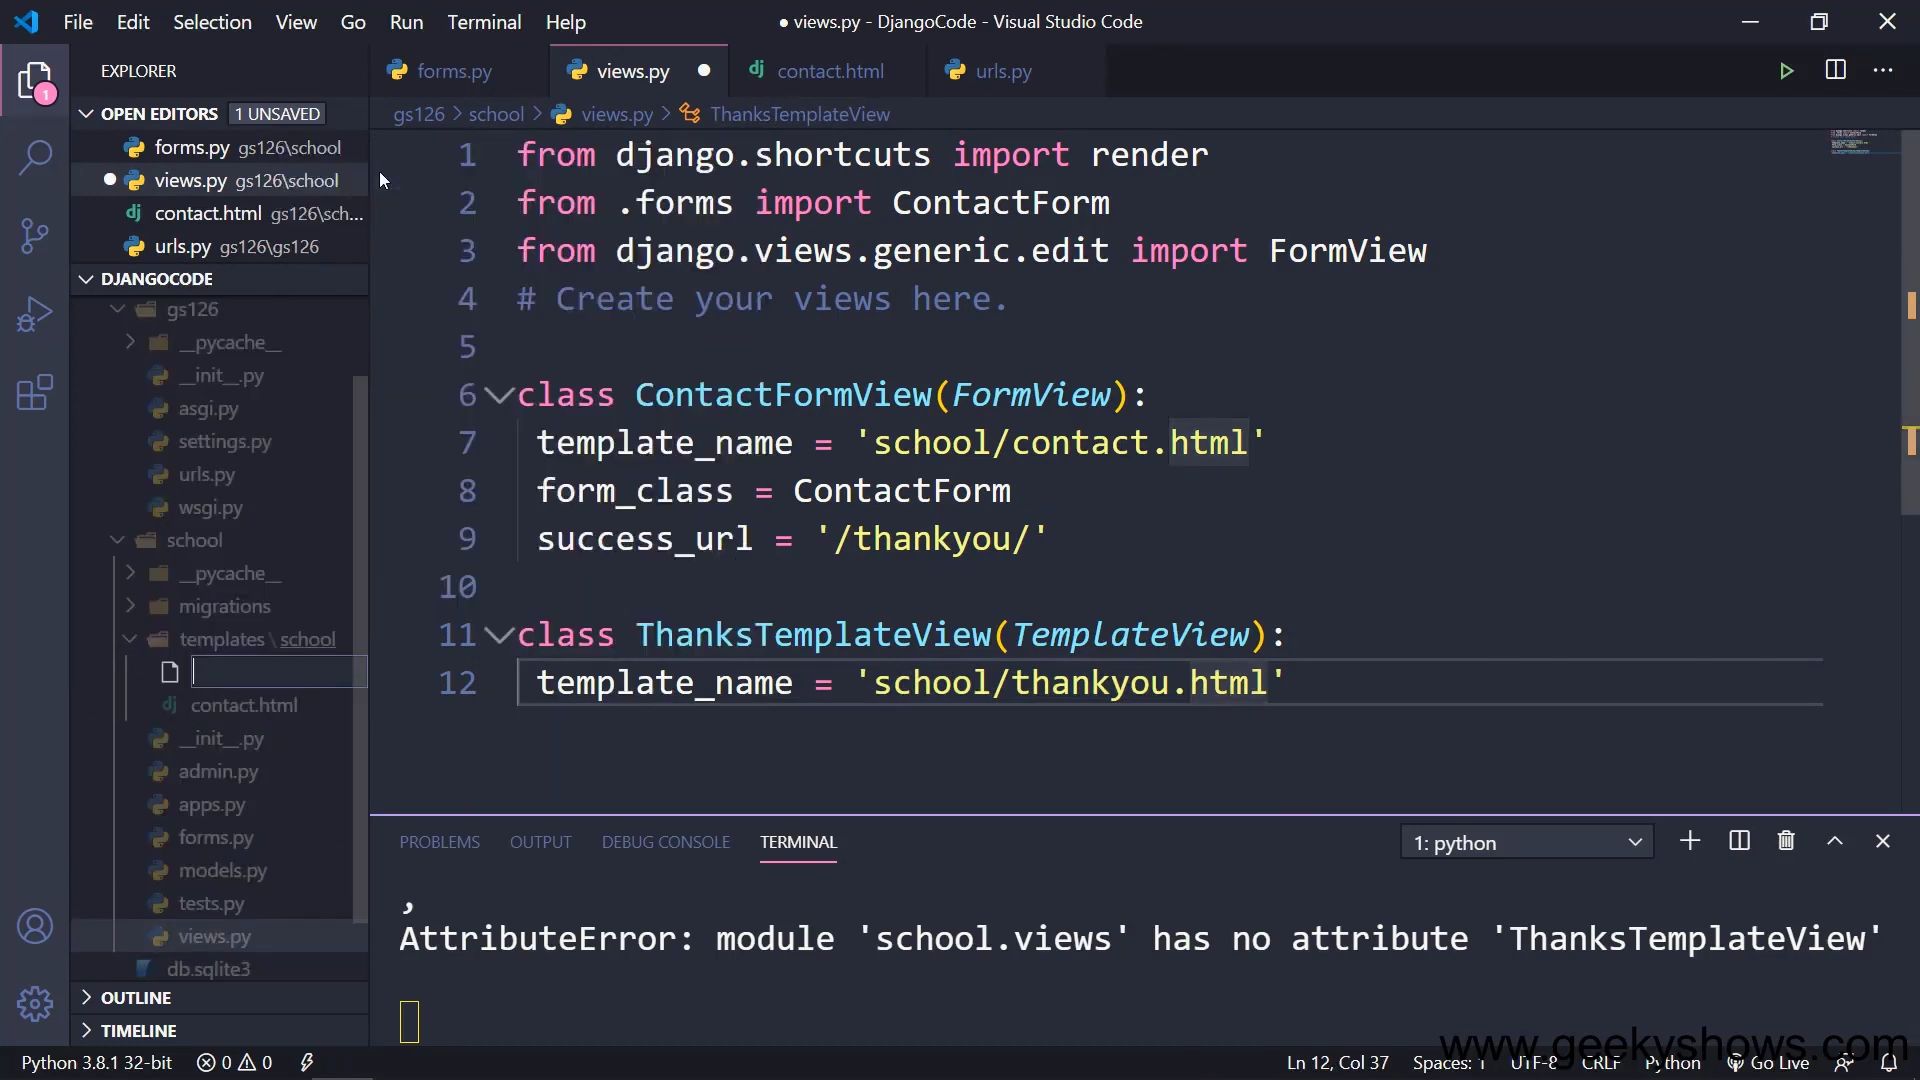 File Edit Selection View Go Run Terminal Help
● views.py - DjangoCode - Visual Studio Code
EXPLORER
1
OPEN EDITORS 1 UNSAVED
forms.py gs126\school
views.py gs126\school
contact.html gs126\sch...
urls.py gs126\gs126
DJANGOCODE
gs126
__pycache__
__init__.py
asgi.py
settings.py
urls.py
wsgi.py
school
__pycache__
migrations
templates \ school
contact.html
__init__.py
admin.py
apps.py
forms.py
models.py
tests.py
views.py
db.sqlite3
OUTLINE
TIMELINE
forms.py views.py contact.html urls.py
gs126 > school > views.py > ThanksTemplateView
1 from django.shortcuts import render
2 from .forms import ContactForm
3 from django.views.generic.edit import FormView
4 # Create your views here.
5
6 class ContactFormView(FormView):
7 template_name = 'school/contact.html'
8 form_class = ContactForm
9 success_url = '/thankyou/'
10
11 class ThanksTemplateView(TemplateView):
12 template_name = 'school/thankyou.html'
PROBLEMS OUTPUT DEBUG CONSOLE TERMINAL
1: python
,
AttributeError: module 'school.views' has no attribute 'ThanksTemplateView'
www.geekyshows.com
Python 3.8.1 32-bit 0 0
Ln 12, Col 37 Spaces: 1 UTF-8 CRLF Python Go Live